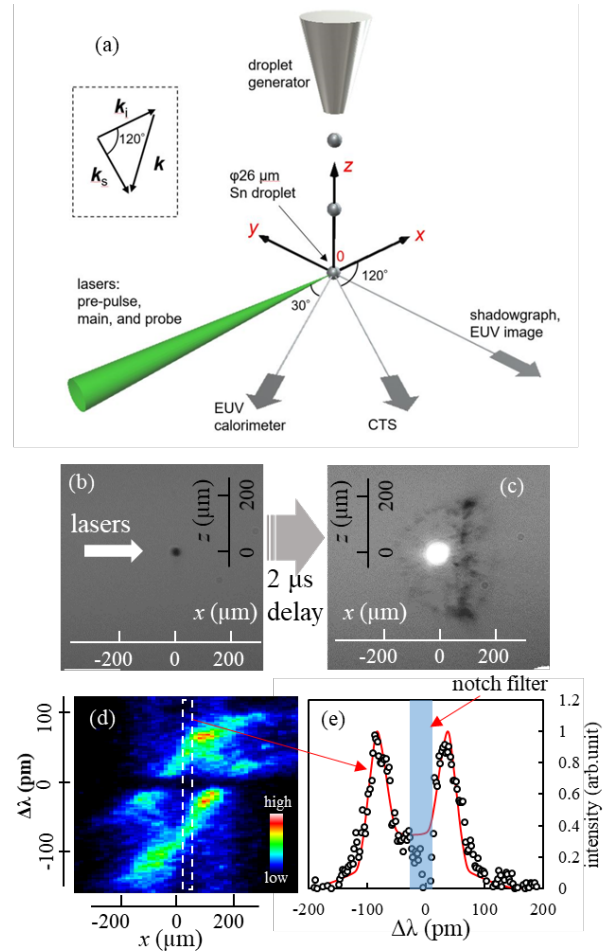 (a)
droplet
generator
k_i
120°
k_s
k
z
φ26 μm
Sn droplet
y
x
0
120°
lasers:
pre-pulse,
main, and probe
30°
shadowgraph,
EUV image
EUV
calorimeter
CTS
(b)
lasers
z (μm)
200
0
x (μm)
-200 0 200
2 μs
delay
(c)
z (μm)
200
0
x (μm)
-200 0 200
(d)
Δλ (pm)
100
0
-100
high
low
-200 0 200
x (μm)
notch filter
(e)
1.2
1
0.8
0.6
0.4
0.2
0
intensity (arb.unit)
-200 -100 0 100 200
Δλ (pm)